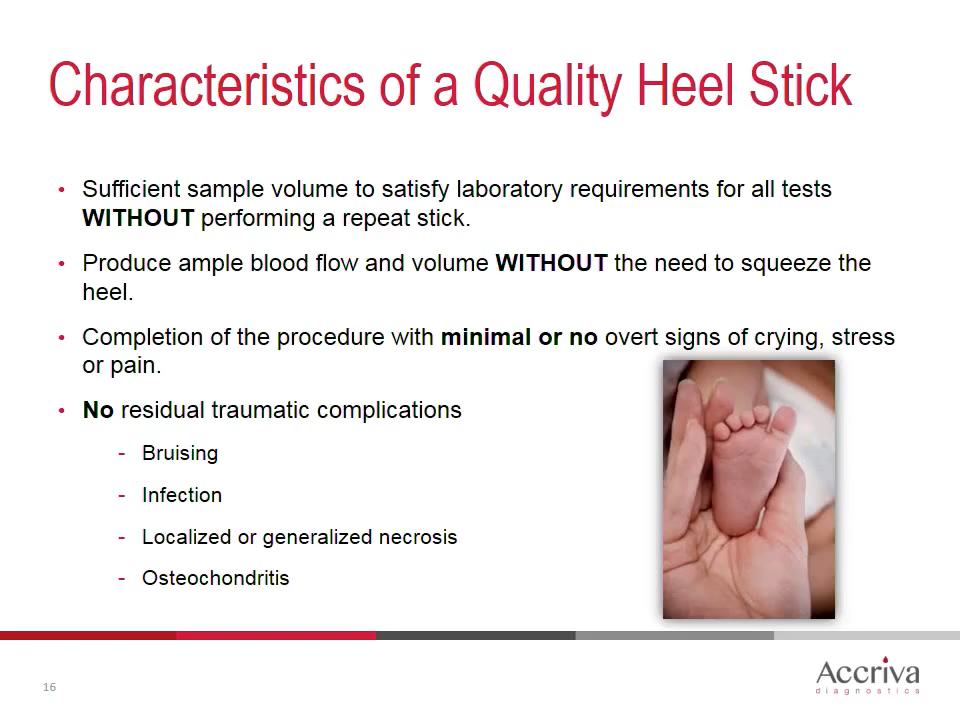 Characteristics of a Quality Heel Stick
• Sufficient sample volume to satisfy laboratory requirements for all tests
WITHOUT performing a repeat stick.
• Produce ample blood flow and volume WITHOUT the need to squeeze the
heel.
• Completion of the procedure with minimal or no overt signs of crying, stress
or pain.
• No residual traumatic complications
- Bruising
- Infection
- Localized or generalized necrosis
- Osteochondritis
16
Accriva
diagnostics